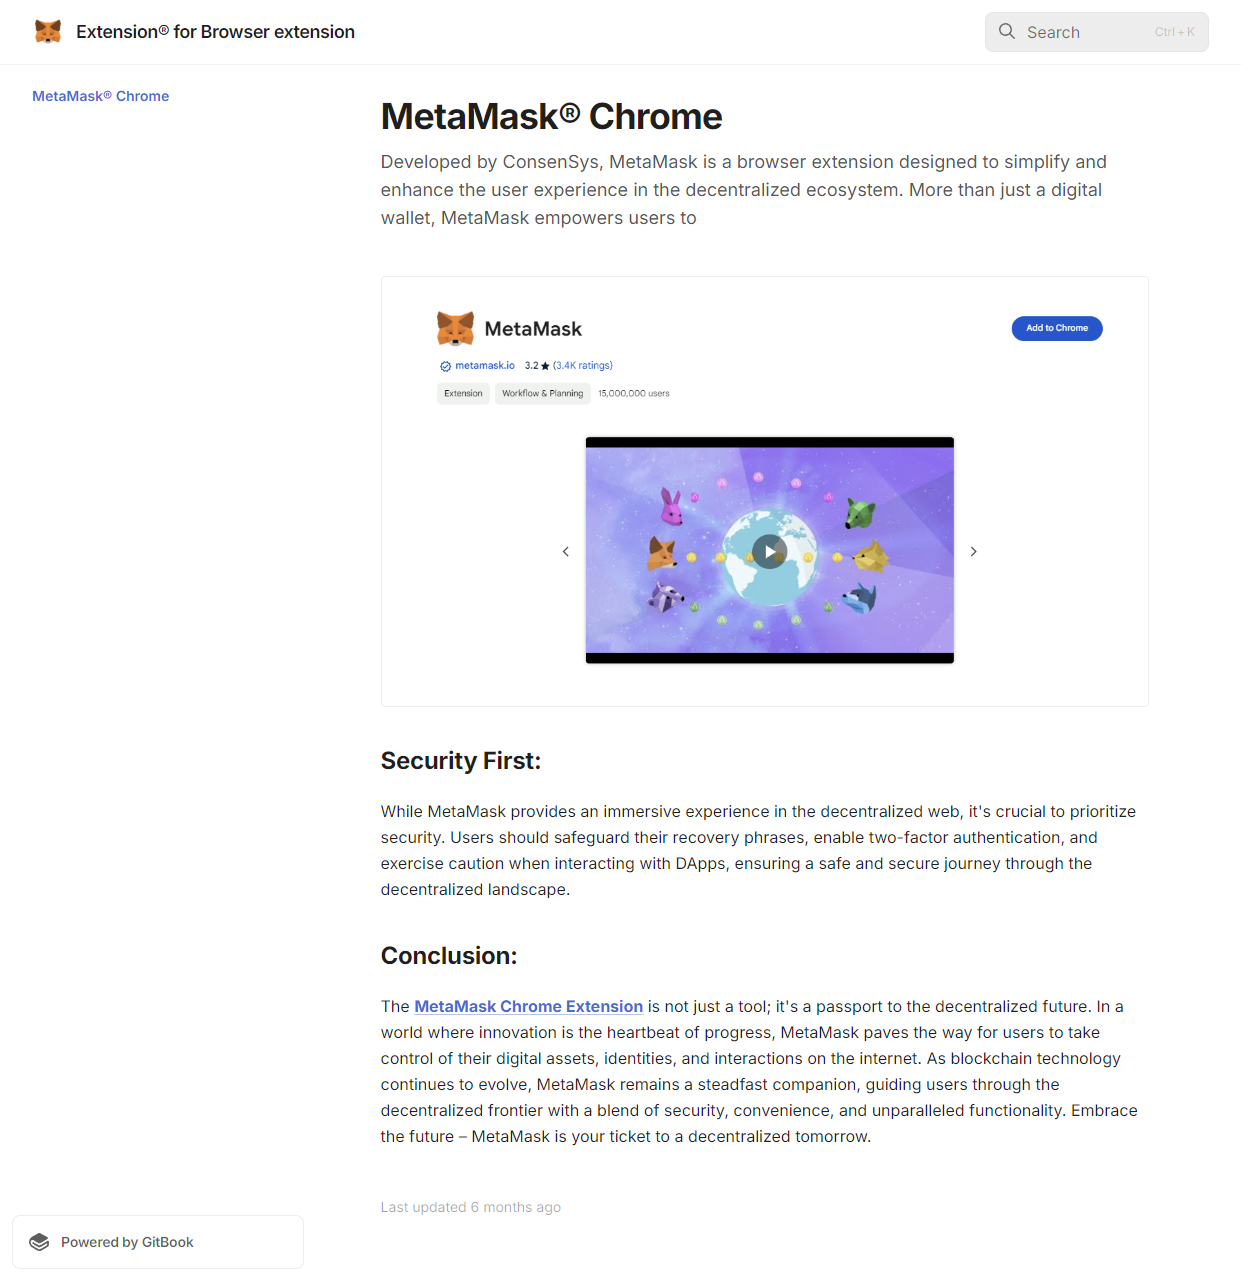 Extension® for Browser extension
Search
Ctrl + K
MetaMask® Chrome
MetaMask® Chrome
Developed by ConsenSys, MetaMask is a browser extension designed to simplify and
enhance the user experience in the decentralized ecosystem. More than just a digital
wallet, MetaMask empowers users to
MetaMask
Add to Chrome
metamask.io 3.2★ (3.4K ratings)
Extension Workflow & Planning 15,000,000 users
Security First:
While MetaMask provides an immersive experience in the decentralized web, it's crucial to prioritize
security. Users should safeguard their recovery phrases, enable two-factor authentication, and
exercise caution when interacting with DApps, ensuring a safe and secure journey through the
decentralized landscape.
Conclusion:
The MetaMask Chrome Extension is not just a tool; it's a passport to the decentralized future. In a
world where innovation is the heartbeat of progress, MetaMask paves the way for users to take
control of their digital assets, identities, and interactions on the internet. As blockchain technology
continues to evolve, MetaMask remains a steadfast companion, guiding users through the
decentralized frontier with a blend of security, convenience, and unparalleled functionality. Embrace
the future – MetaMask is your ticket to a decentralized tomorrow.
Last updated 6 months ago
Powered by GitBook